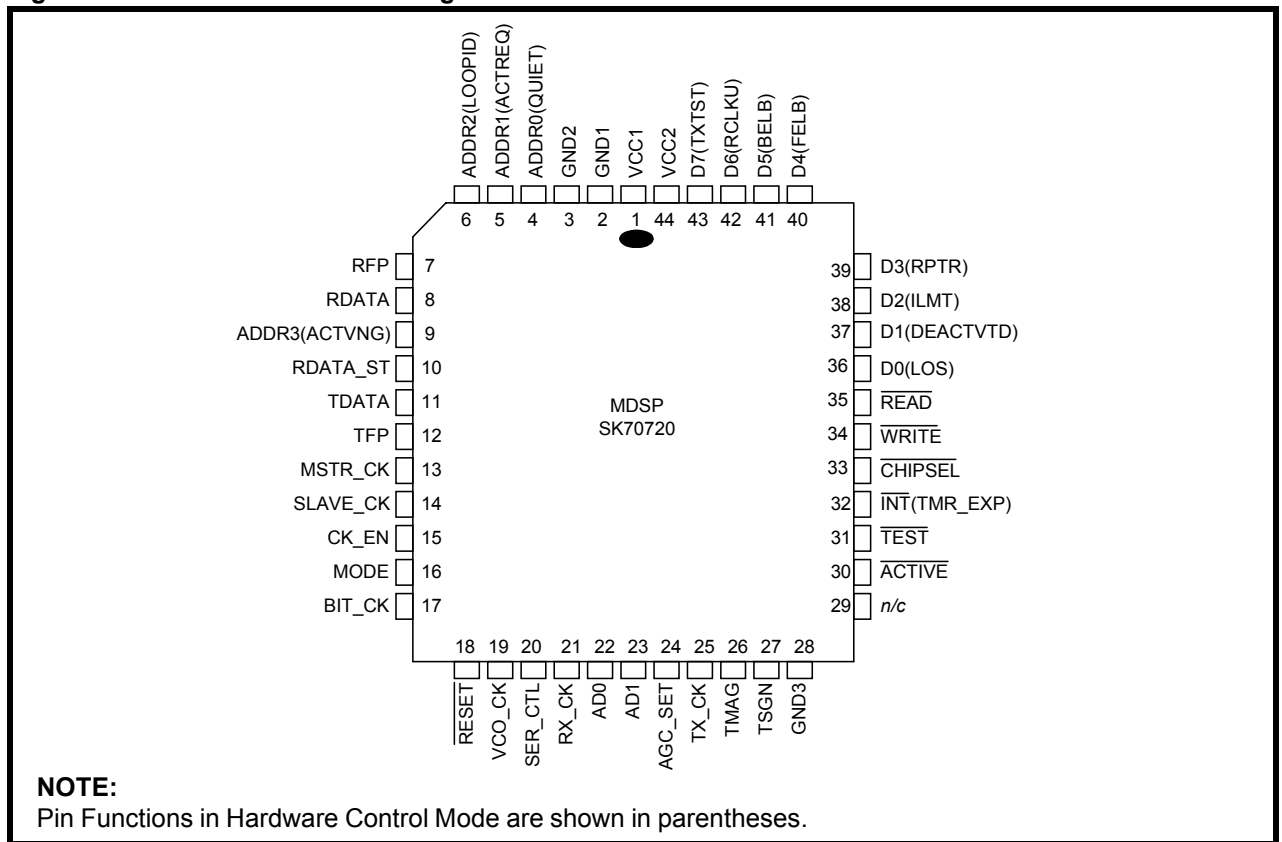 ADDR2(LOOPID)
ADDR1(ACTREQ)
ADDR0(QUIET)
GND2
GND1
VCC1
VCC2
D7(TXTST)
D6(RCLKU)
D5(BELB)
D4(FELB)
6 5 4 3 2 1 44 43 42 41 40
RFP 7
RDATA 8
ADDR3(ACTVNG) 9
RDATA_ST 10
TDATA 11
TFP 12
MSTR_CK 13
SLAVE_CK 14
CK_EN 15
MODE 16
BIT_CK 17
MDSP
SK70720
39 D3(RPTR)
38 D2(ILMT)
37 D1(DEACTVTD)
36 D0(LOS)
35 READ
34 WRITE
33 CHIPSEL
32 INT(TMR_EXP)
31 TEST
30 ACTIVE
29 n/c
18 19 20 21 22 23 24 25 26 27 28
RESET
VCO_CK
SER_CTL
RX_CK
AD0
AD1
AGC_SET
TX_CK
TMAG
TSGN
GND3
NOTE:
Pin Functions in Hardware Control Mode are shown in parentheses.